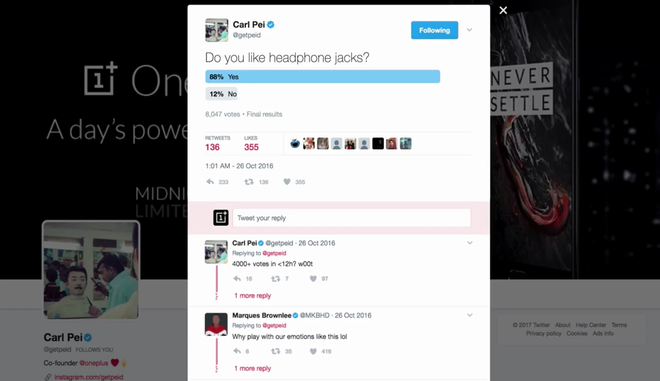 Carl Pei
@getpeid
Following
Do you like headphone jacks?
88% Yes
12% No
8,047 votes • Final results
RETWEETS
136
LIKES
355
1:01 AM - 26 Oct 2016
233 136 355
Tweet your reply
Carl Pei @getpeid · 26 Oct 2016
Replying to @getpeid
4000+ votes in <12h? w00t
16 7 97
1 more reply
Marques Brownlee @MKBHD · 26 Oct 2016
Replying to @getpeid
Why play with our emotions like this lol
6 35 416
1 more reply
One
A day's powe
MIDN
LIMITE
NEVER
SETTLE
Carl Pei
@getpeid FOLLOWS YOU
Co-founder @oneplus
instagram.com/getpeid
© 2017 Twitter About Help Center Terms
Privacy policy Cookies Ads info